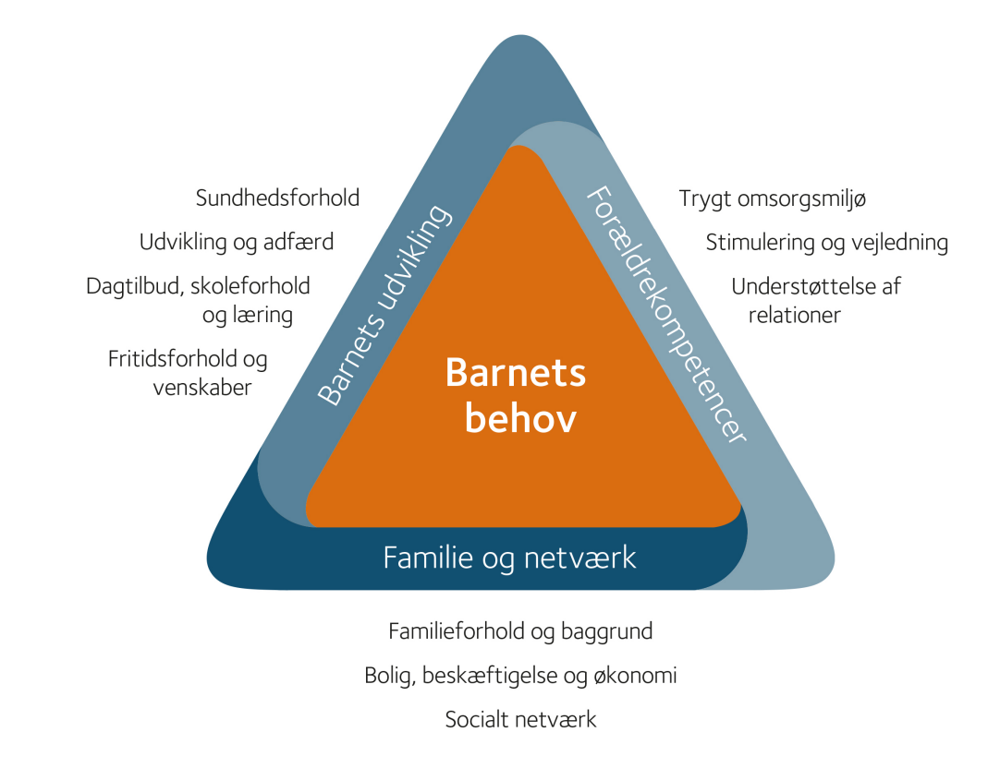 Sundhedsforhold
Udvikling og adfærd
Dagtilbud, skoleforhold
og læring
Fritidsforhold og
venskaber
Barnets udvikling
Barnets
behov
Forældrekompetencer
Trygt omsorgsmiljø
Stimulering og vejledning
Understøttelse af
relationer
Familie og netværk
Familieforhold og baggrund
Bolig, beskæftigelse og økonomi
Socialt netværk